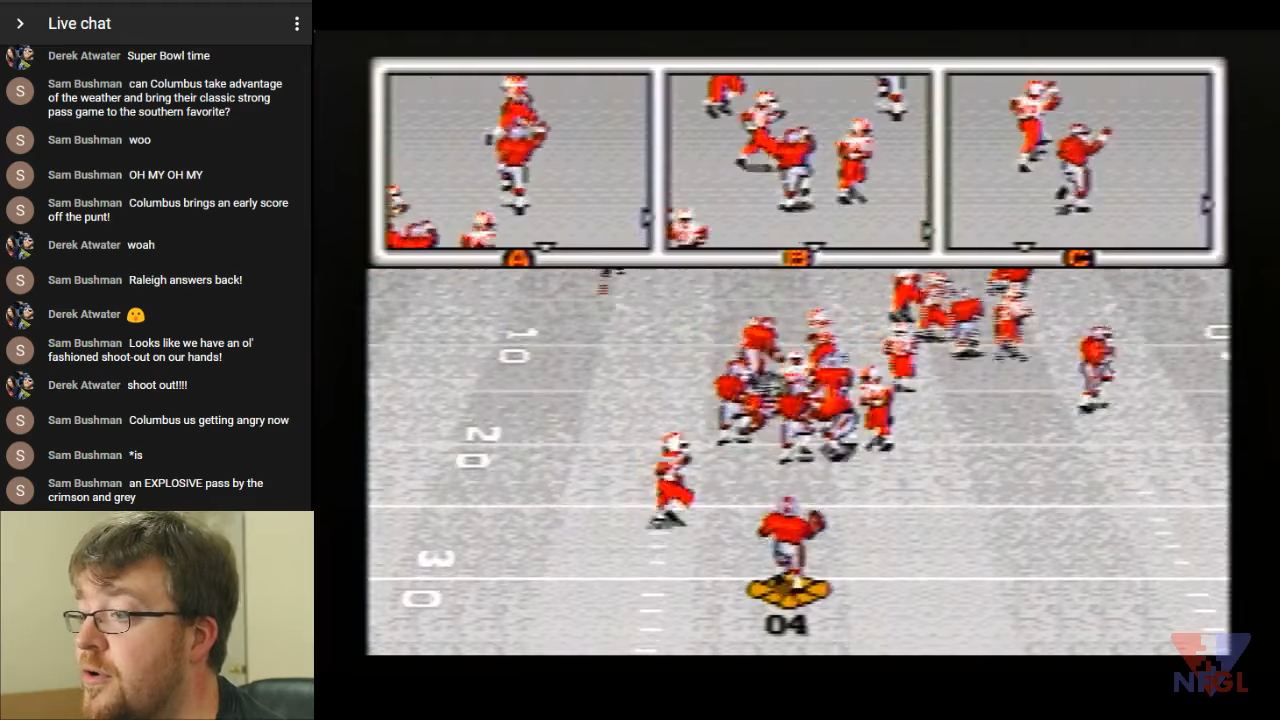 Live chat
Derek Atwater Super Bowl time
Sam Bushman can Columbus take advantage
of the weather and bring their classic strong
pass game to the southern favorite?
Sam Bushman woo
Sam Bushman OH MY OH MY
Sam Bushman Columbus brings an early score
off the punt!
Derek Atwater woah
Sam Bushman Raleigh answers back!
Derek Atwater
Sam Bushman Looks like we have an ol'
fashioned shoot-out on our hands!
Derek Atwater shoot out!!!!
Sam Bushman Columbus us getting angry now
Sam Bushman *is
Sam Bushman an EXPLOSIVE pass by the
crimson and grey
S
S
S
S
S
S
S
S
S
A B C
10
20
30
04